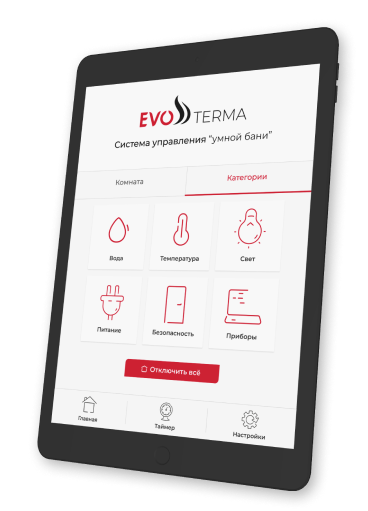 EVO TERMA
Система управления “умной бани”
Комната Категории
Вода Температура Свет
Питание Безопасность Приборы
Отключить всё
Главная Таймер Настройки